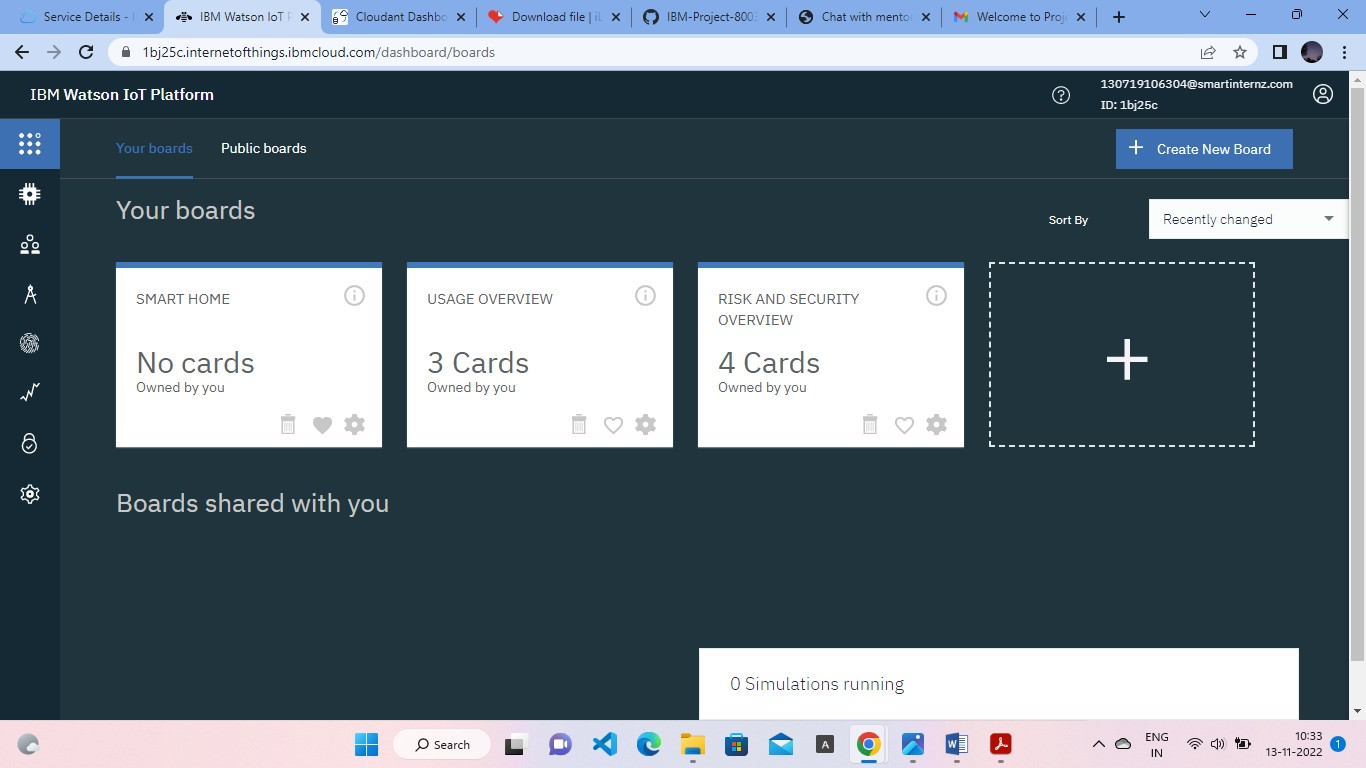 Service Details - I
IBM Watson IoT P
Cloudant Dashbo
Download file | iL
IBM-Project-8003
Chat with mento
Welcome to Proj
1bj25c.internetofthings.ibmcloud.com/dashboard/boards
IBM Watson IoT Platform
130719106304@smartinternz.com
ID: 1bj25c
Your boards
Public boards
Create New Board
Your boards
Sort By
Recently changed
SMART HOME
No cards
Owned by you
USAGE OVERVIEW
3 Cards
Owned by you
RISK AND SECURITY
OVERVIEW
4 Cards
Owned by you
Boards shared with you
0 Simulations running
Search
A
ENG
IN
10:33
13-11-2022
1